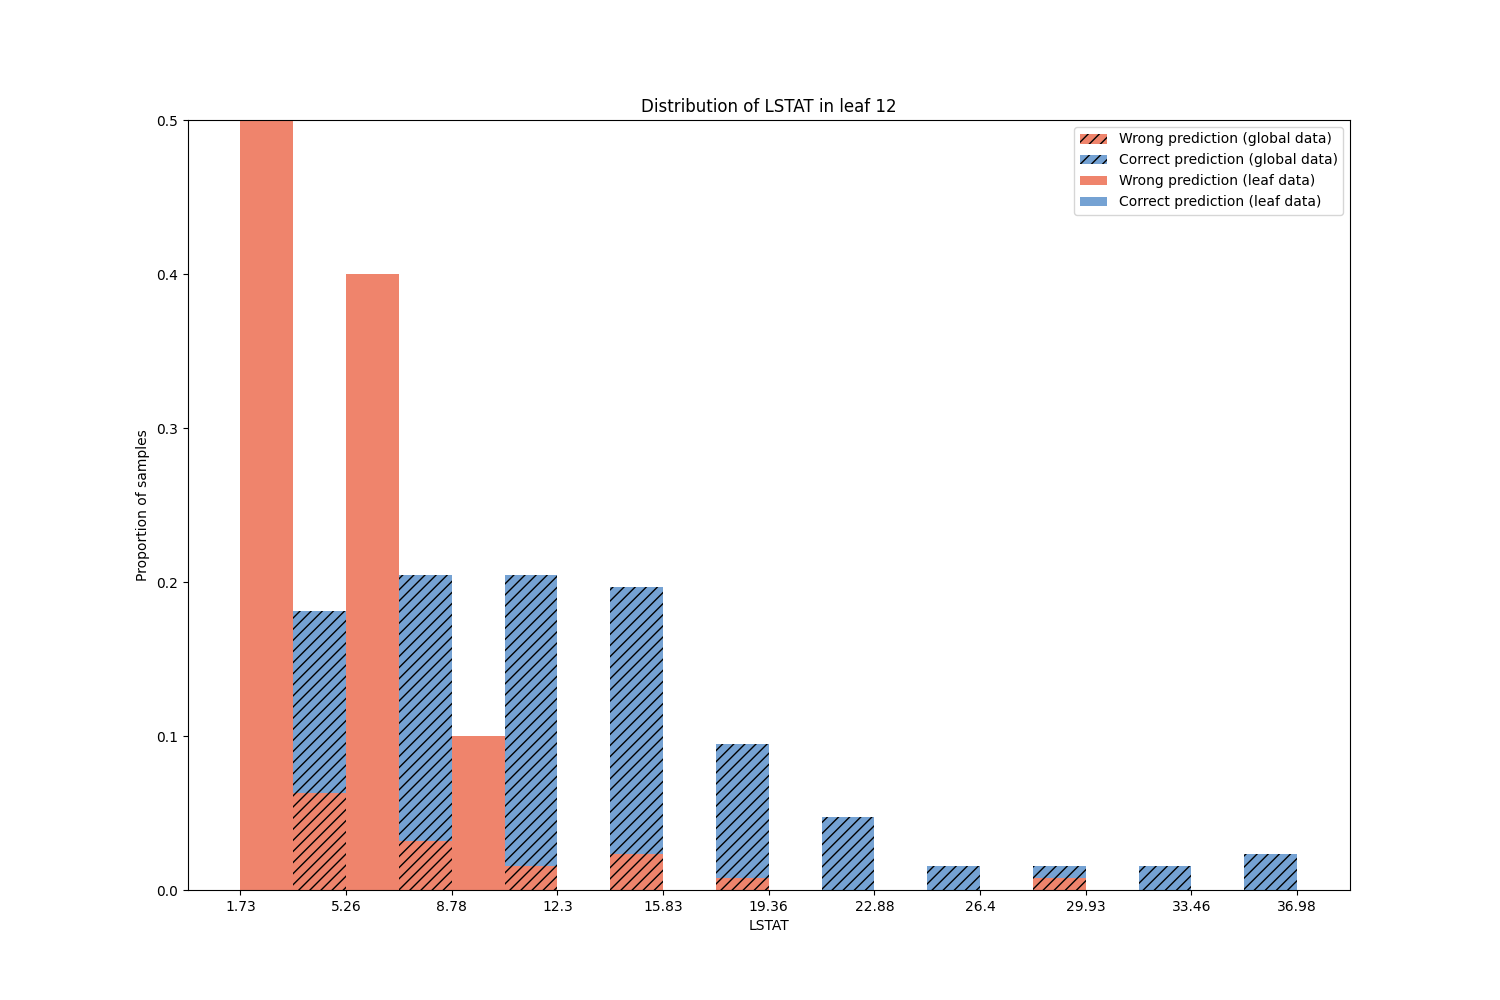 Distribution of LSTAT in leaf 12
Wrong prediction (global data)
Correct prediction (global data)
Wrong prediction (leaf data)
Correct prediction (leaf data)
0.5
0.4
0.3
0.2
0.1
0.0
Proportion of samples
1.73 5.26 8.78 12.3 15.83 19.36 22.88 26.4 29.93 33.46 36.98
LSTAT